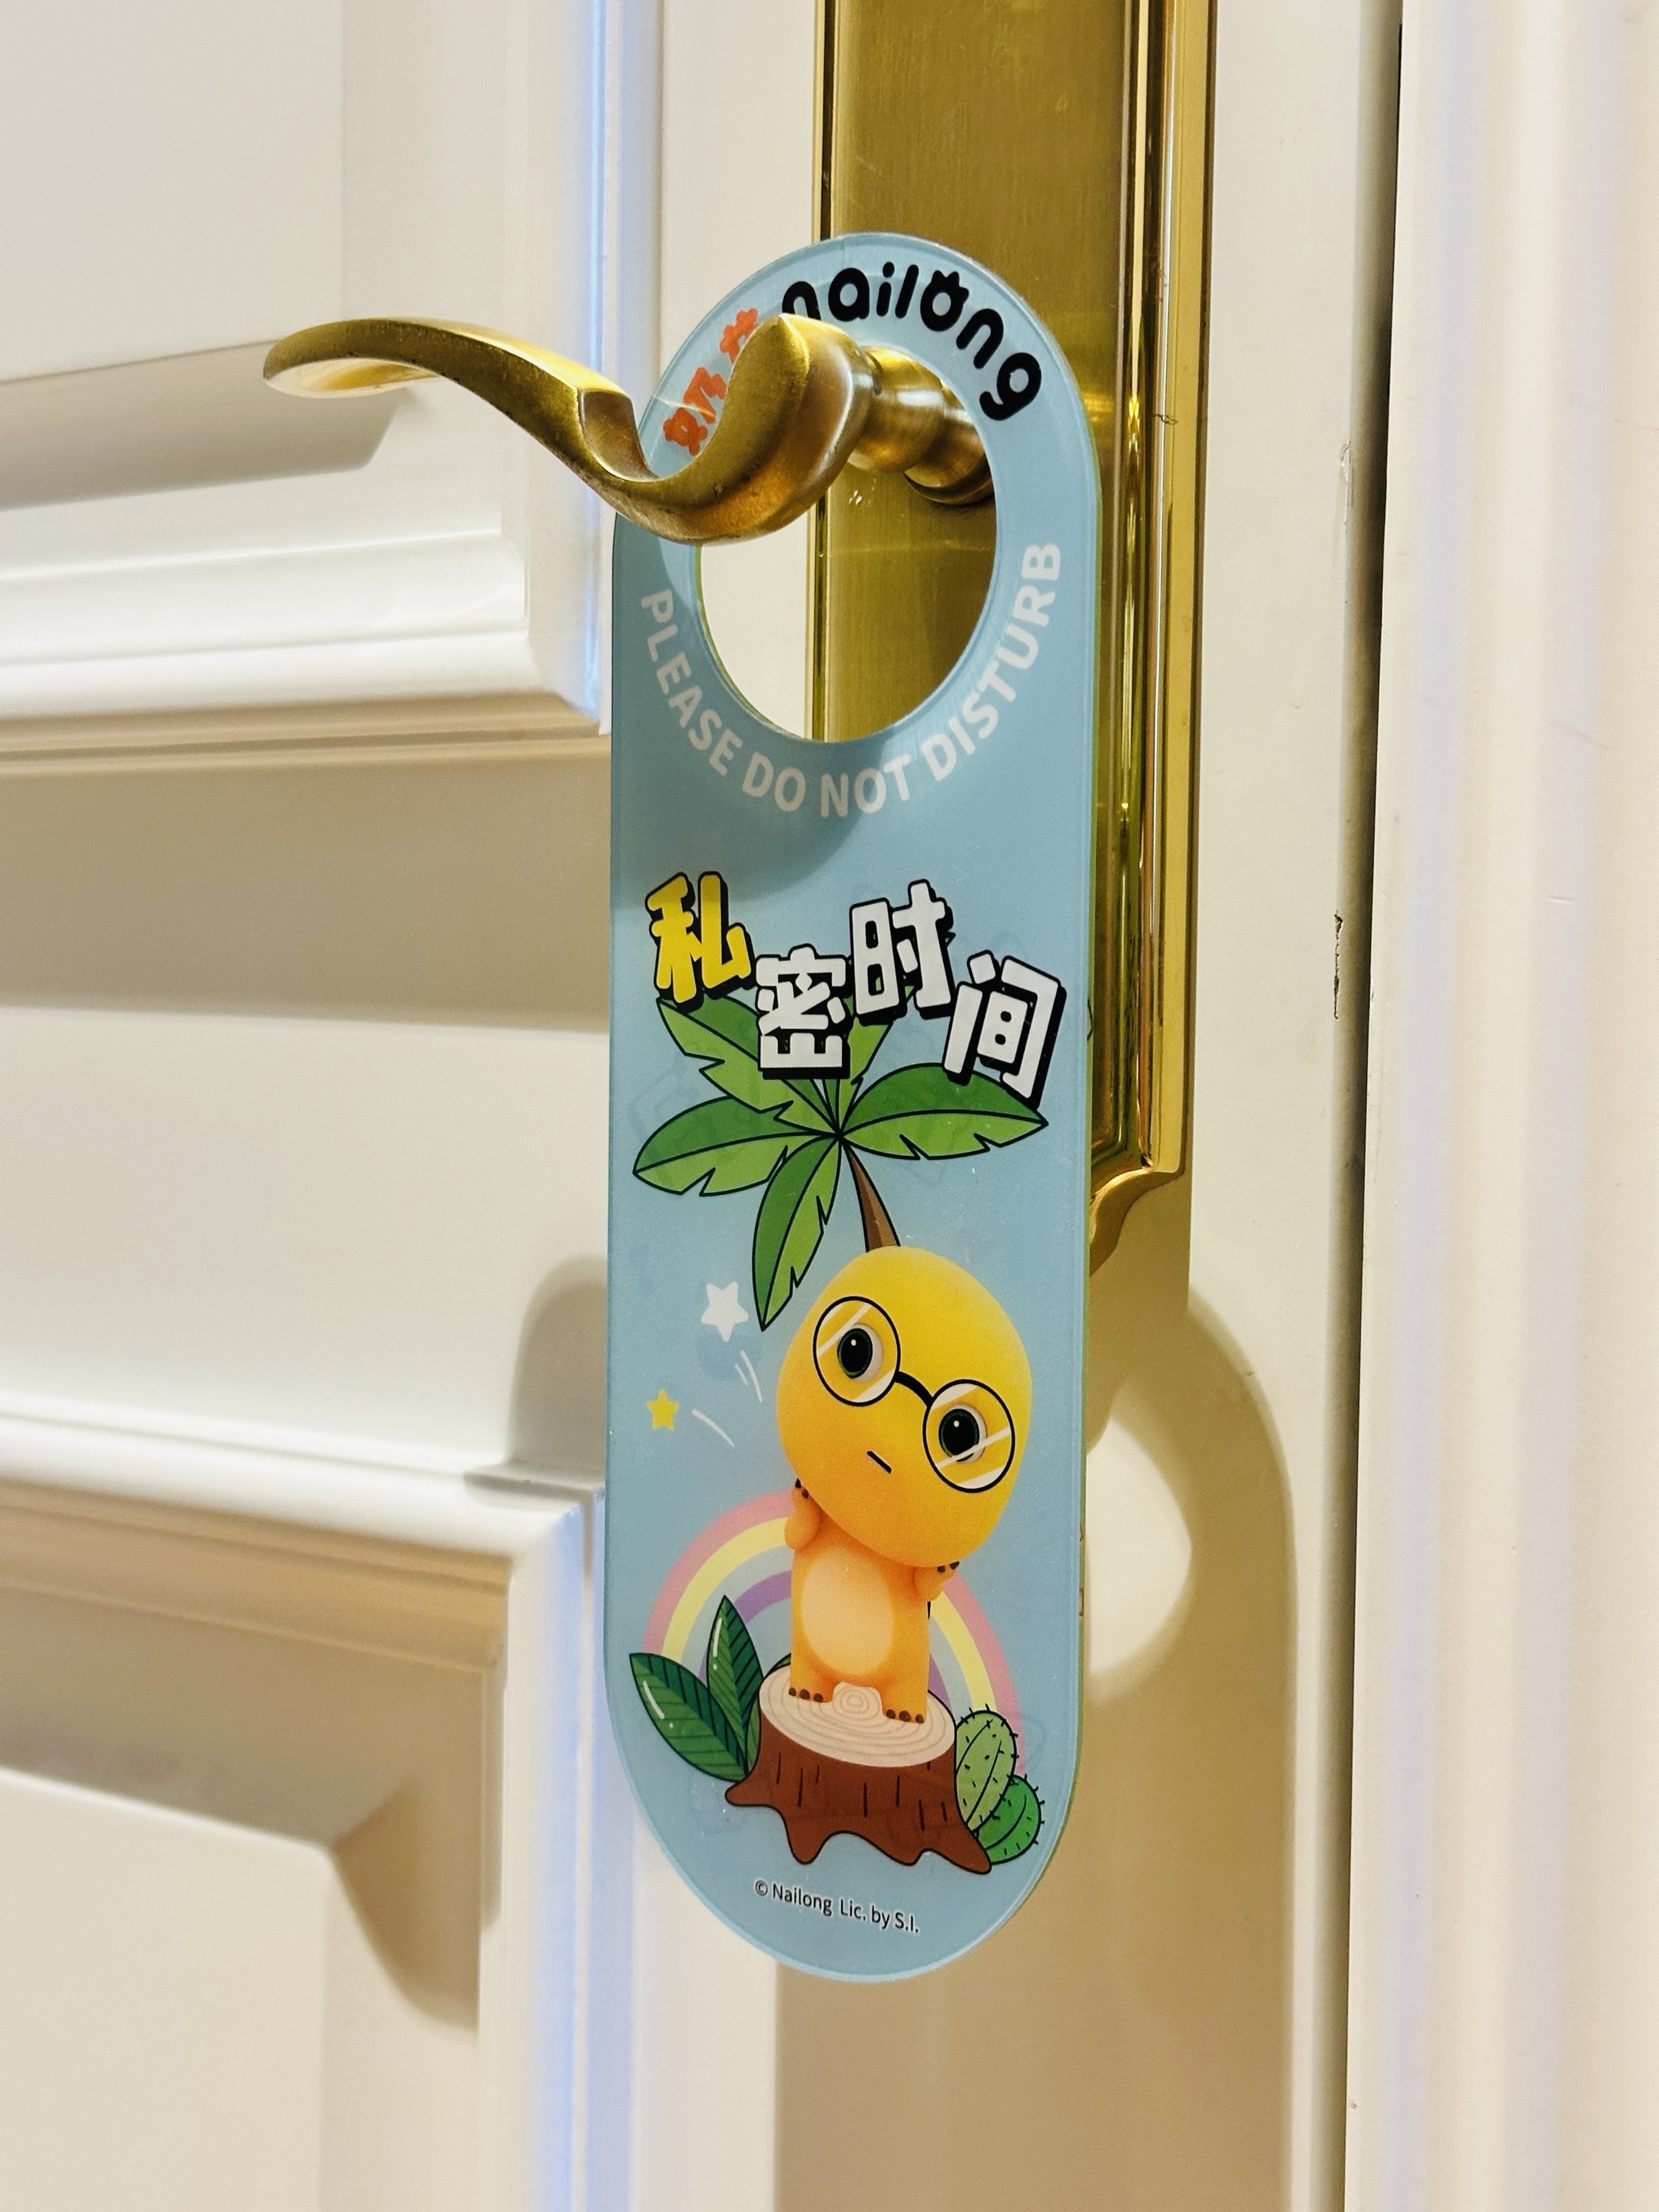 奶龙 nailong
PLEASE DO NOT DISTURB
私密时间
© Nailong Lic. by S.I.